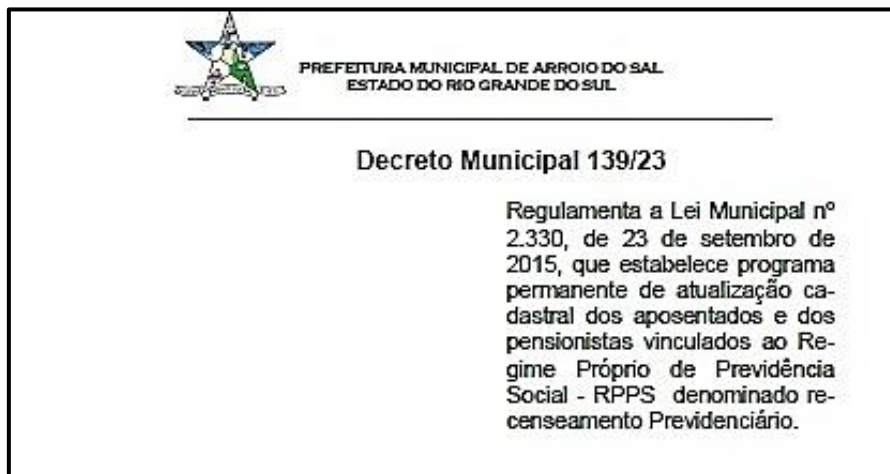 PREFEITURA MUNICIPAL DE ARROIO DO SAL
ESTADO DO RIO GRANDE DO SUL
Decreto Municipal 139/23
Regulamenta a Lei Municipal nº
2.330, de 23 de setembro de
2015, que estabelece programa
permanente de atualização ca-
dastral dos aposentados e dos
pensionistas vinculados ao Re-
gime Próprio de Previdência
Social - RPPS denominado re-
censeamento Previdenciário.